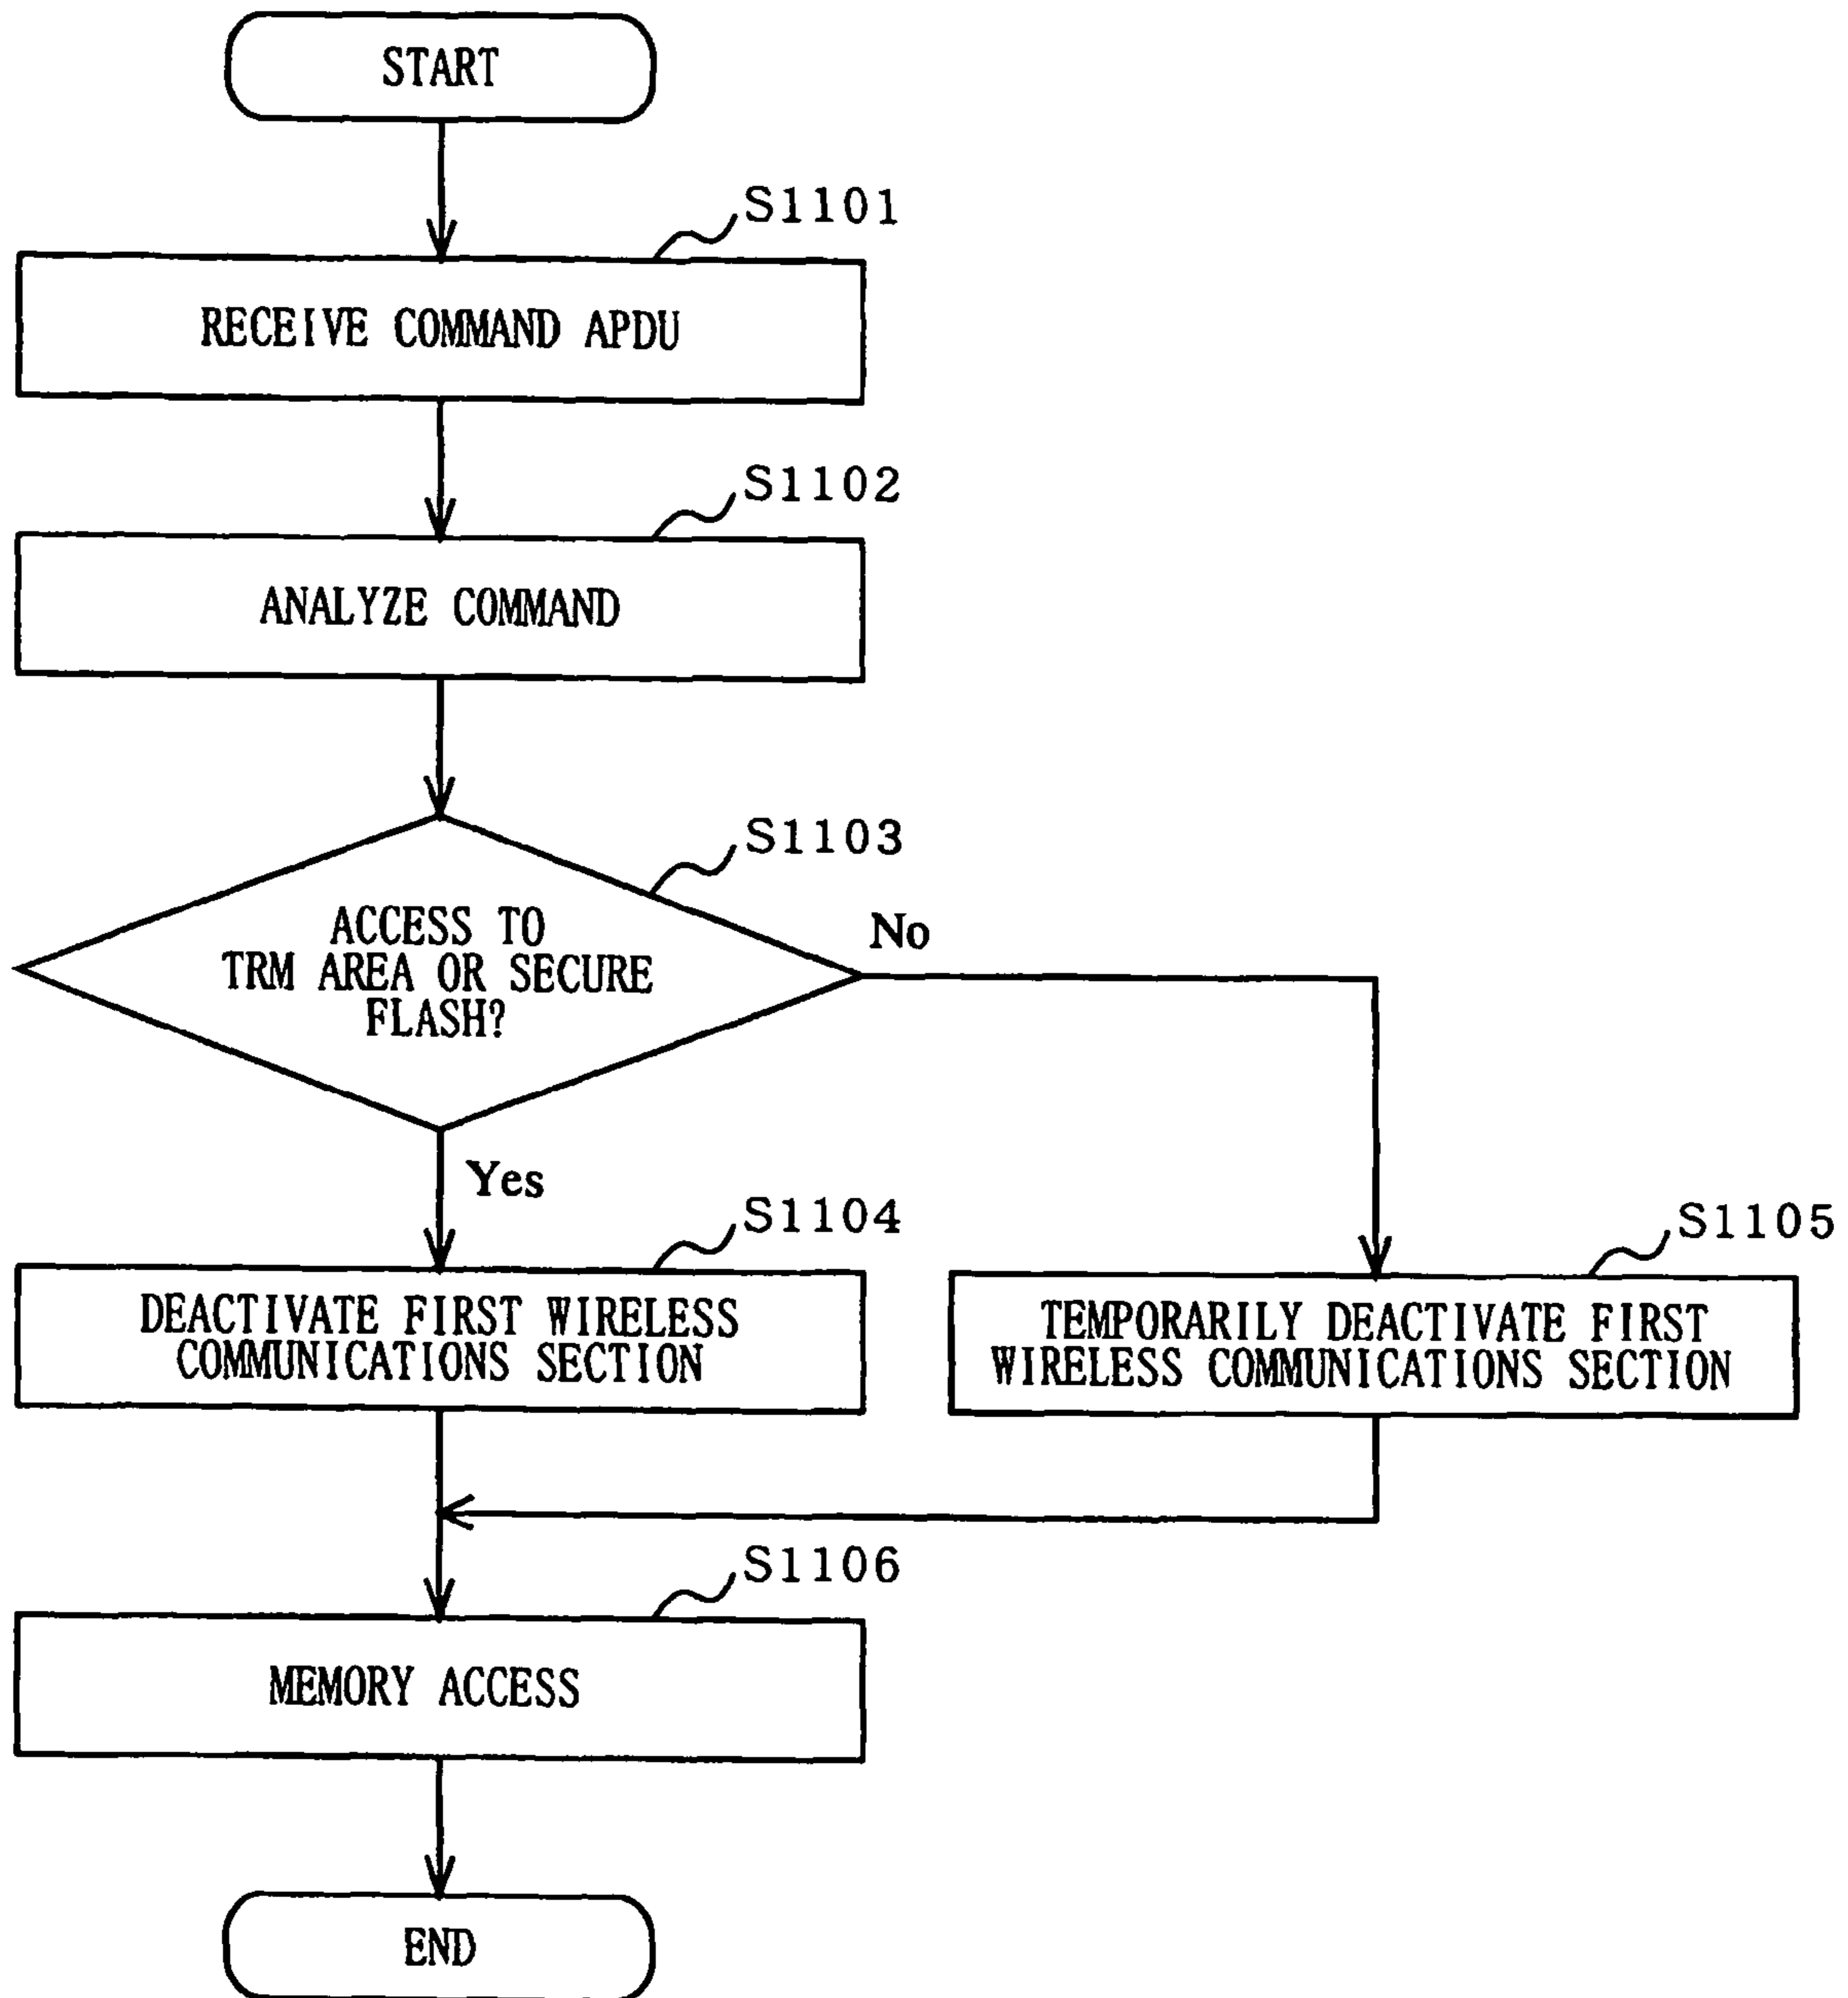 START
S1101
RECEIVE COMMAND APDU
S1102
ANALYZE COMMAND
S1103
ACCESS TO
TRM AREA OR SECURE
FLASH?
No
Yes
S1104
DEACTIVATE FIRST WIRELESS
COMMUNICATIONS SECTION
S1105
TEMPORARILY DEACTIVATE FIRST
WIRELESS COMMUNICATIONS SECTION
S1106
MEMORY ACCESS
END